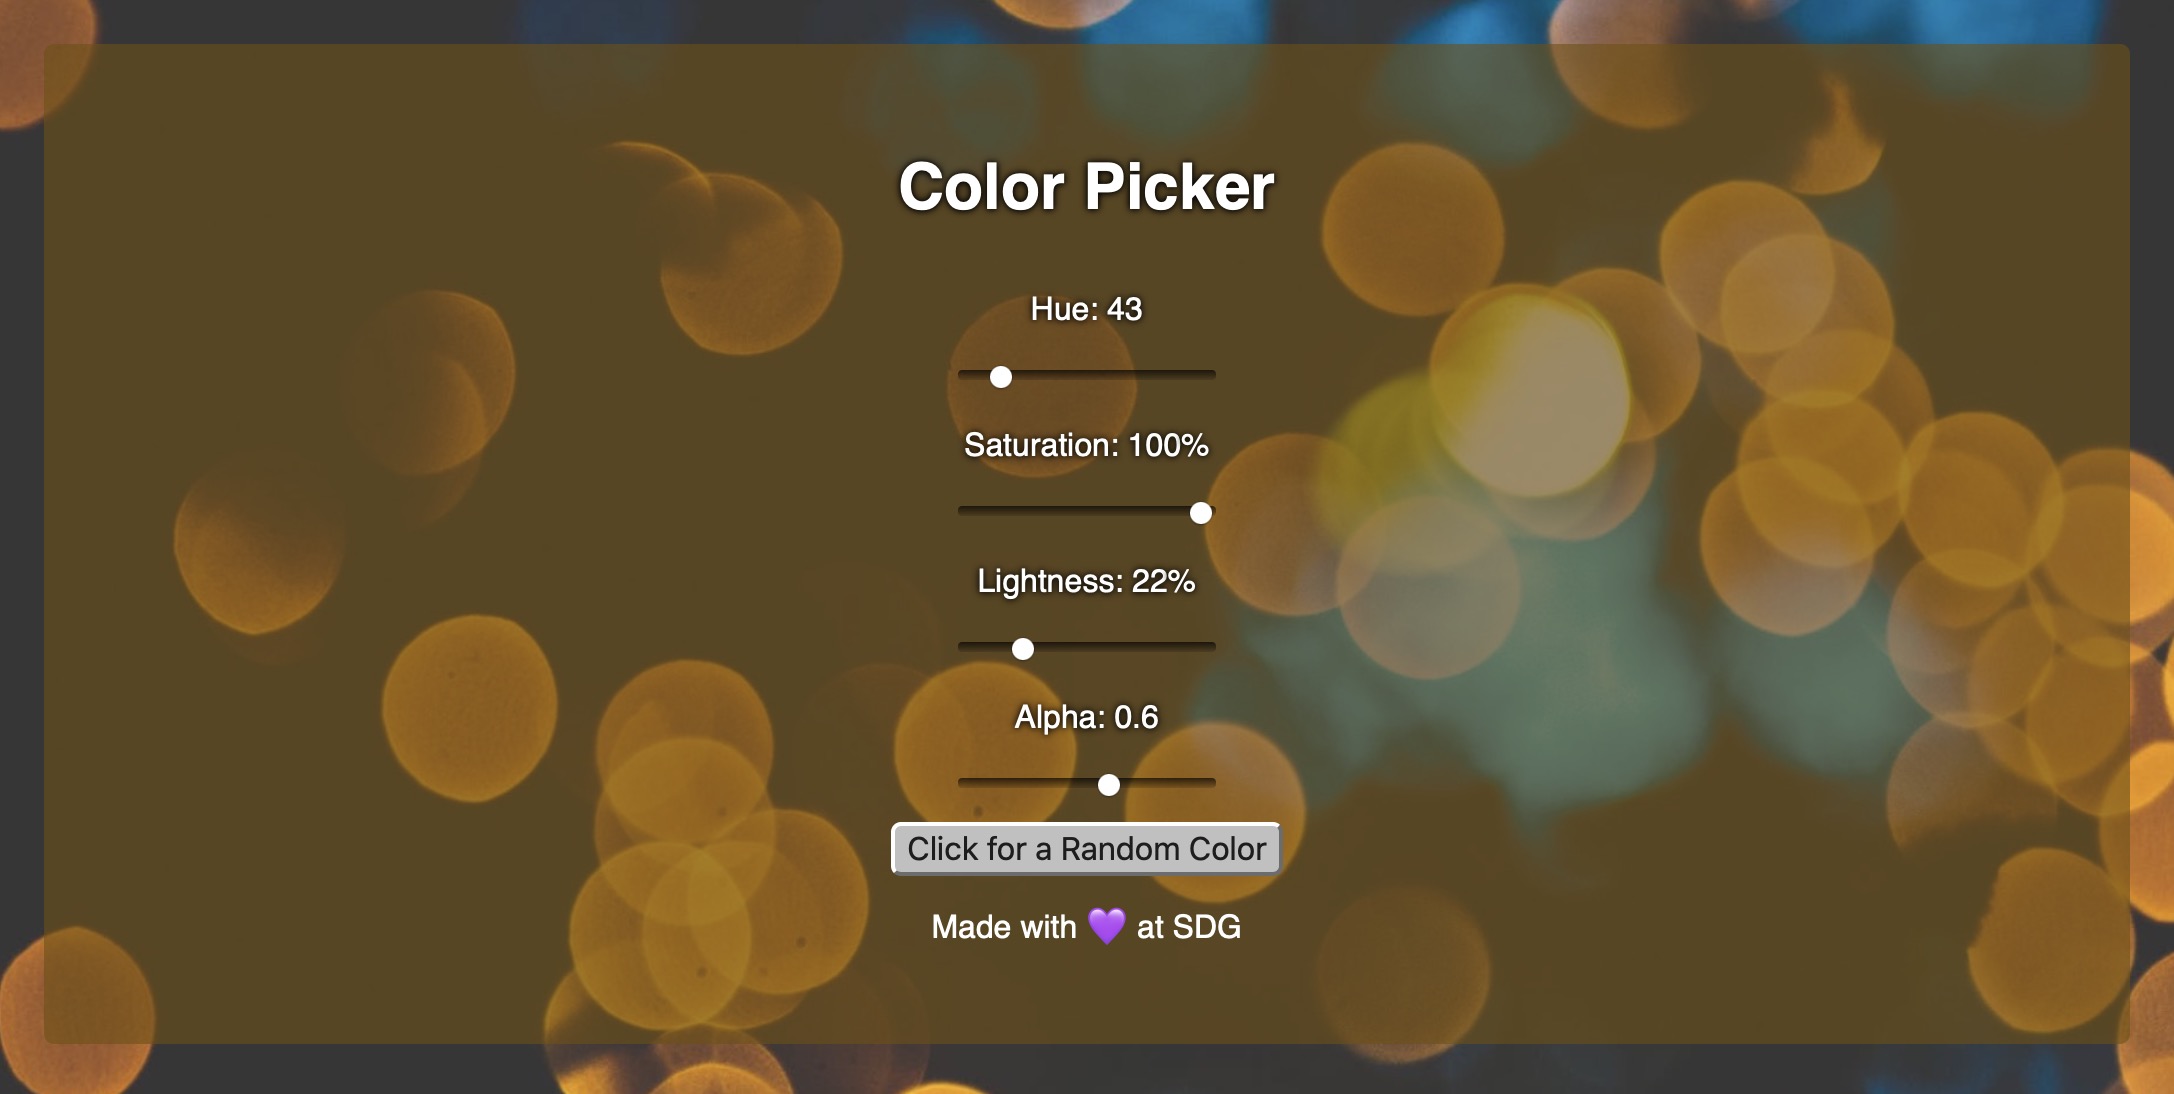 Color Picker
Hue: 43
Saturation: 100%
Lightness: 22%
Alpha: 0.6
Click for a Random Color
Made with 💜 at SDG